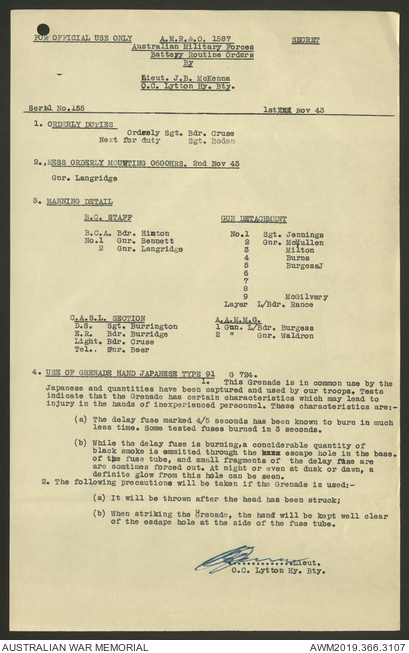 FOR OFFICIAL USE ONLY A.M.R.&.O. 1587 SECRET
Australian Military Forces
Battery Routine Orders
By
Lieut. J.B. McKenna
O.C. Lytton Hy. Bty.
Serial No.155 1st Nov 43
1. ORDERLY DUTIES
Orderly Sgt. Bdr. Cruse
Next for duty Sgt. Rodan
2. MESS ORDERLY MOUNTING 0600HRS. 2nd Nov 43
Gnr. Langridge
3. MANNING DETAIL
B.C. STAFF
B.C.A. Bdr. Hinton
No.1 Gnr. Bennett
2 Gnr. Langridge
GUN DETACHMENT
No.1 Sgt. Jennings
2 Gnr. McMullen
3 Milton
4 Burns
5 BurgessJ
6
7
8
9 McGilvery
Layer L/Bdr. Rance
C.A.S.L. SECTION
D.S. Sgt. Burrington
E.R. Bdr. Burridge
Light. Bdr. Cruse
Tel.. Gnr. Beer
A.A.M.G.
1 Gun. L/Bdr. Burgess
2 " Gnr. Waldron
4. USE OF GRENADE HAND JAPANESE TYPE 91 G 794.
1. This Grenade is in common use by the
Japanese and quantities have been captured and used by our troops. Tests
indicate that the Grenade has certain characteristics which may lead to
injury in the hands of inexperienced personnel. These characteristics are:-
(a) The delay fuse marked 4/5 seconds has been known to burn in much
less time. Some tested fuses burned in 3 seconds.
(b) While the delay fuse is burning,a conciderable quantity of
black smoke is emitted through the escape hole in the base.
of the fuse tube, and small fragments of the delay fuse are
are somtimes forced out. At night or even at dusk or dawn, a
definite glow from this hole can be seen.
2. The following precautions will be taken if the Grenade is used:-
(a) It will be thrown after the head has been struck;
(b) When striking the Grenade, the hand will be kept well clear
of the escape hole at the side of the fuse tube.
Lieut.
O.C. Lytton Hy. Bty.
AUSTRALIAN WAR MEMORIAL AWM2019.366.3107